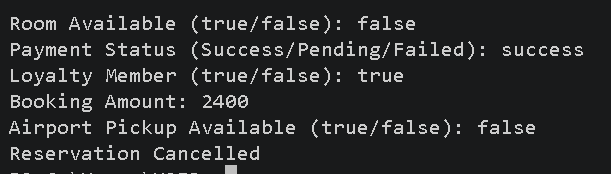 Room Available (true/false): false
Payment Status (Success/Pending/Failed): success
Loyalty Member (true/false): true
Booking Amount: 2400
Airport Pickup Available (true/false): false
Reservation Cancelled